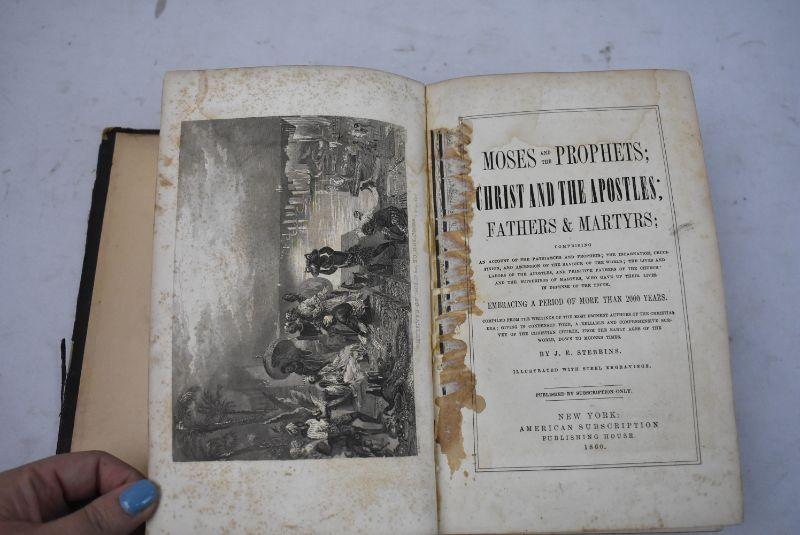 MOSES AND THE PROPHETS;
CHRIST AND THE APOSTLES;
FATHERS & MARTYRS;
COMPRISING
AN ACCOUNT OF THE PATRIARCHS AND PROPHETS; THE INCARNATION, CRUCI-
FIXION, AND ASCENSION OF THE SAVIOUR OF THE WORLD; THE LIVES AND
LABORS OF THE APOSTLES, AND PRIMITIVE FATHERS OF THE CHURCH
AND THE SUFFERINGS OF MARTYRS, WHO GAVE UP THEIR LIVES
IN DEFENSE OF THE TRUTH.
EMBRACING A PERIOD OF MORE THAN 2000 YEARS.
COMPILED FROM THE WRITINGS OF THE MOST EMINENT AUTHORS OF THE CHRISTIAN
ERA; GIVING IN CONDENSED FORM, A RELIABLE AND COMPREHENSIVE SUR-
VEY OF THE CHRISTIAN CHURCH, FROM THE EARLY AGES OF THE
WORLD, DOWN TO MODERN TIMES.
BY J. E. STEBBINS.
ILLUSTRATED WITH STEEL ENGRAVINGS.
PUBLISHED BY SUBSCRIPTION ONLY.
NEW YORK:
AMERICAN SUBSCRIPTION
PUBLISHING HOUSE.
1860.